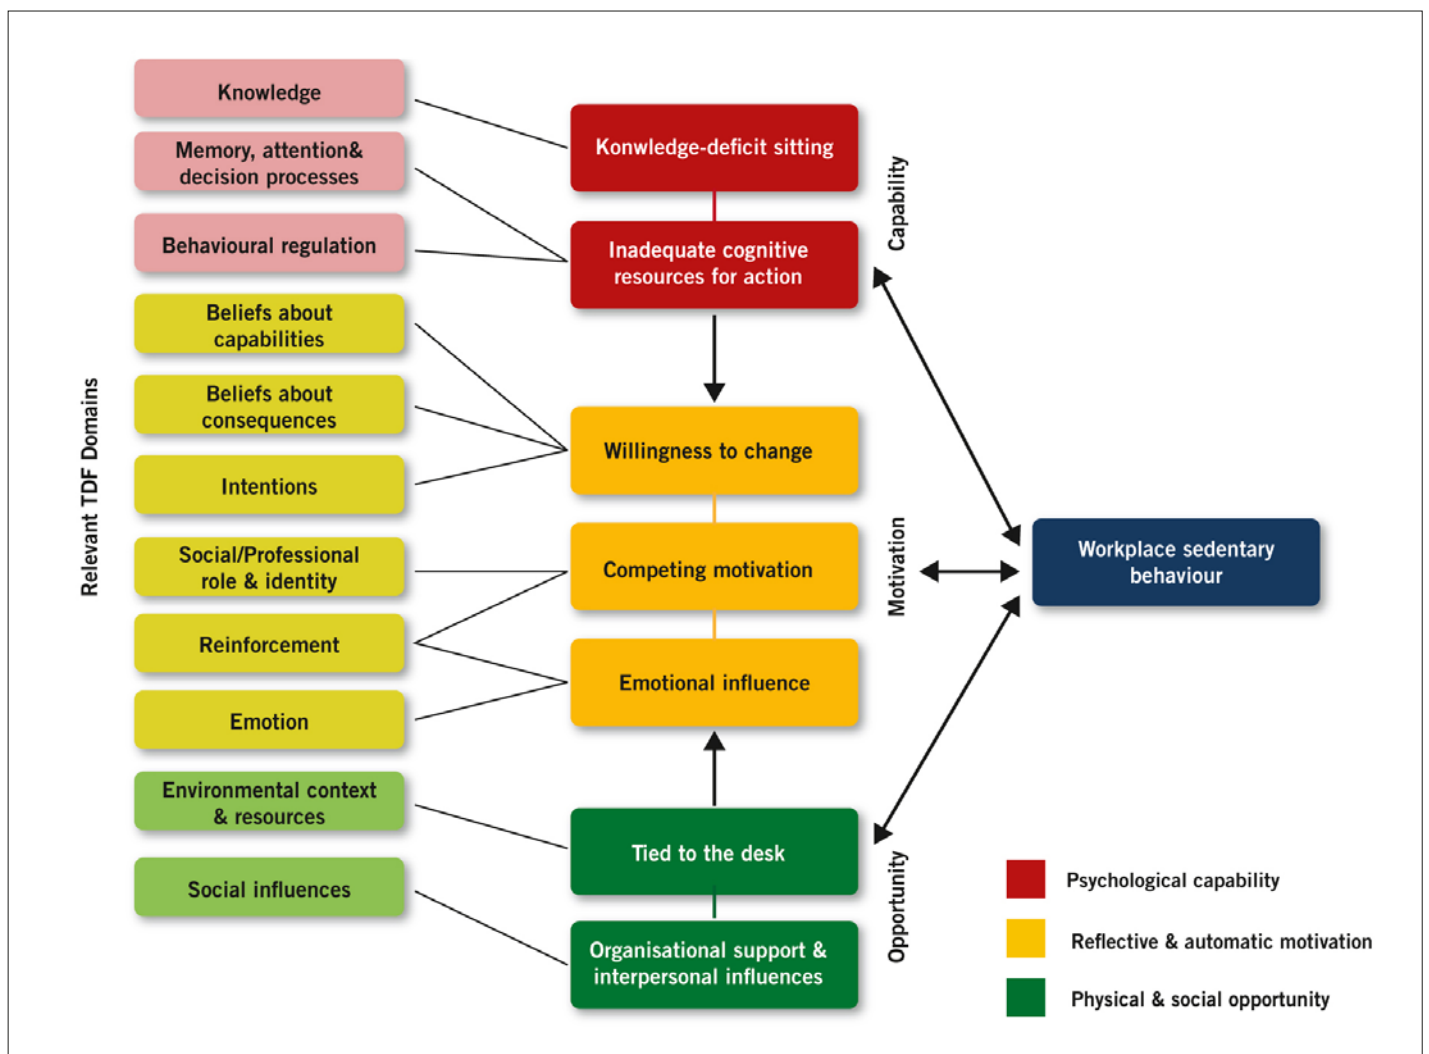 Relevant TDF Domains
Knowledge
Memory, attention&
decision processes
Behavioural regulation
Beliefs about
capabilities
Beliefs about
consequences
Intentions
Social/Professional
role & identity
Reinforcement
Emotion
Environmental context
& resources
Social influences
Konwledge-deficit sitting
Inadequate cognitive
resources for action
Willingness to change
Competing motivation
Emotional influence
Tied to the desk
Organisational support &
interpersonal influences
Capability
Motivation
Opportunity
Workplace sedentary
behaviour
Psychological capability
Reflective & automatic motivation
Physical & social opportunity